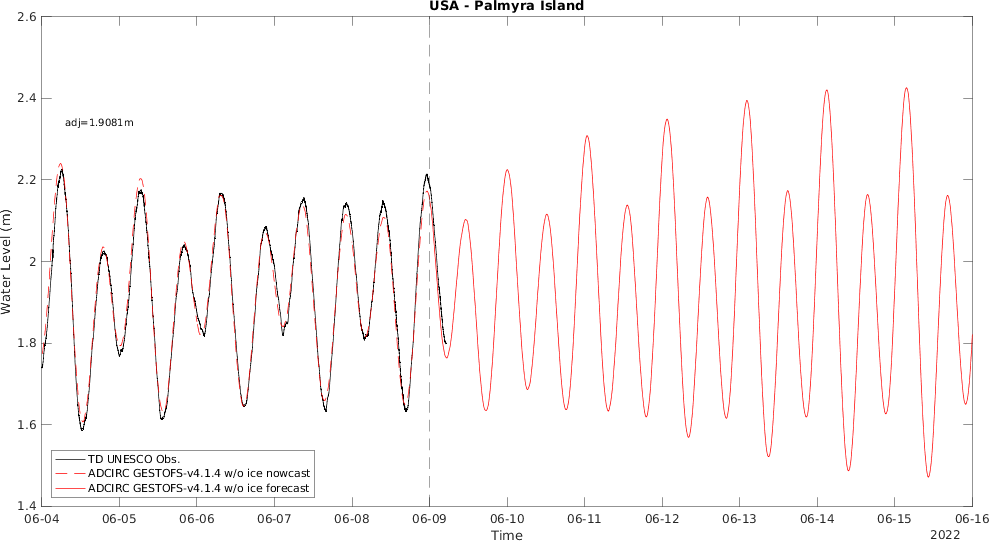 USA - Palmyra Island
2.6
2.4
adj=1.9081m
2.2
2
Water Level (m)
1.8
1.6
TD UNESCO Obs.
ADCIRC GESTOFS-v4.1.4 w/o ice nowcast
ADCIRC GESTOFS-v4.1.4 w/o ice forecast
1.4
06-04 06-05 06-06 06-07 06-08 06-09 06-10 06-11 06-12 06-13 06-14 06-15 06-16
Time
2022